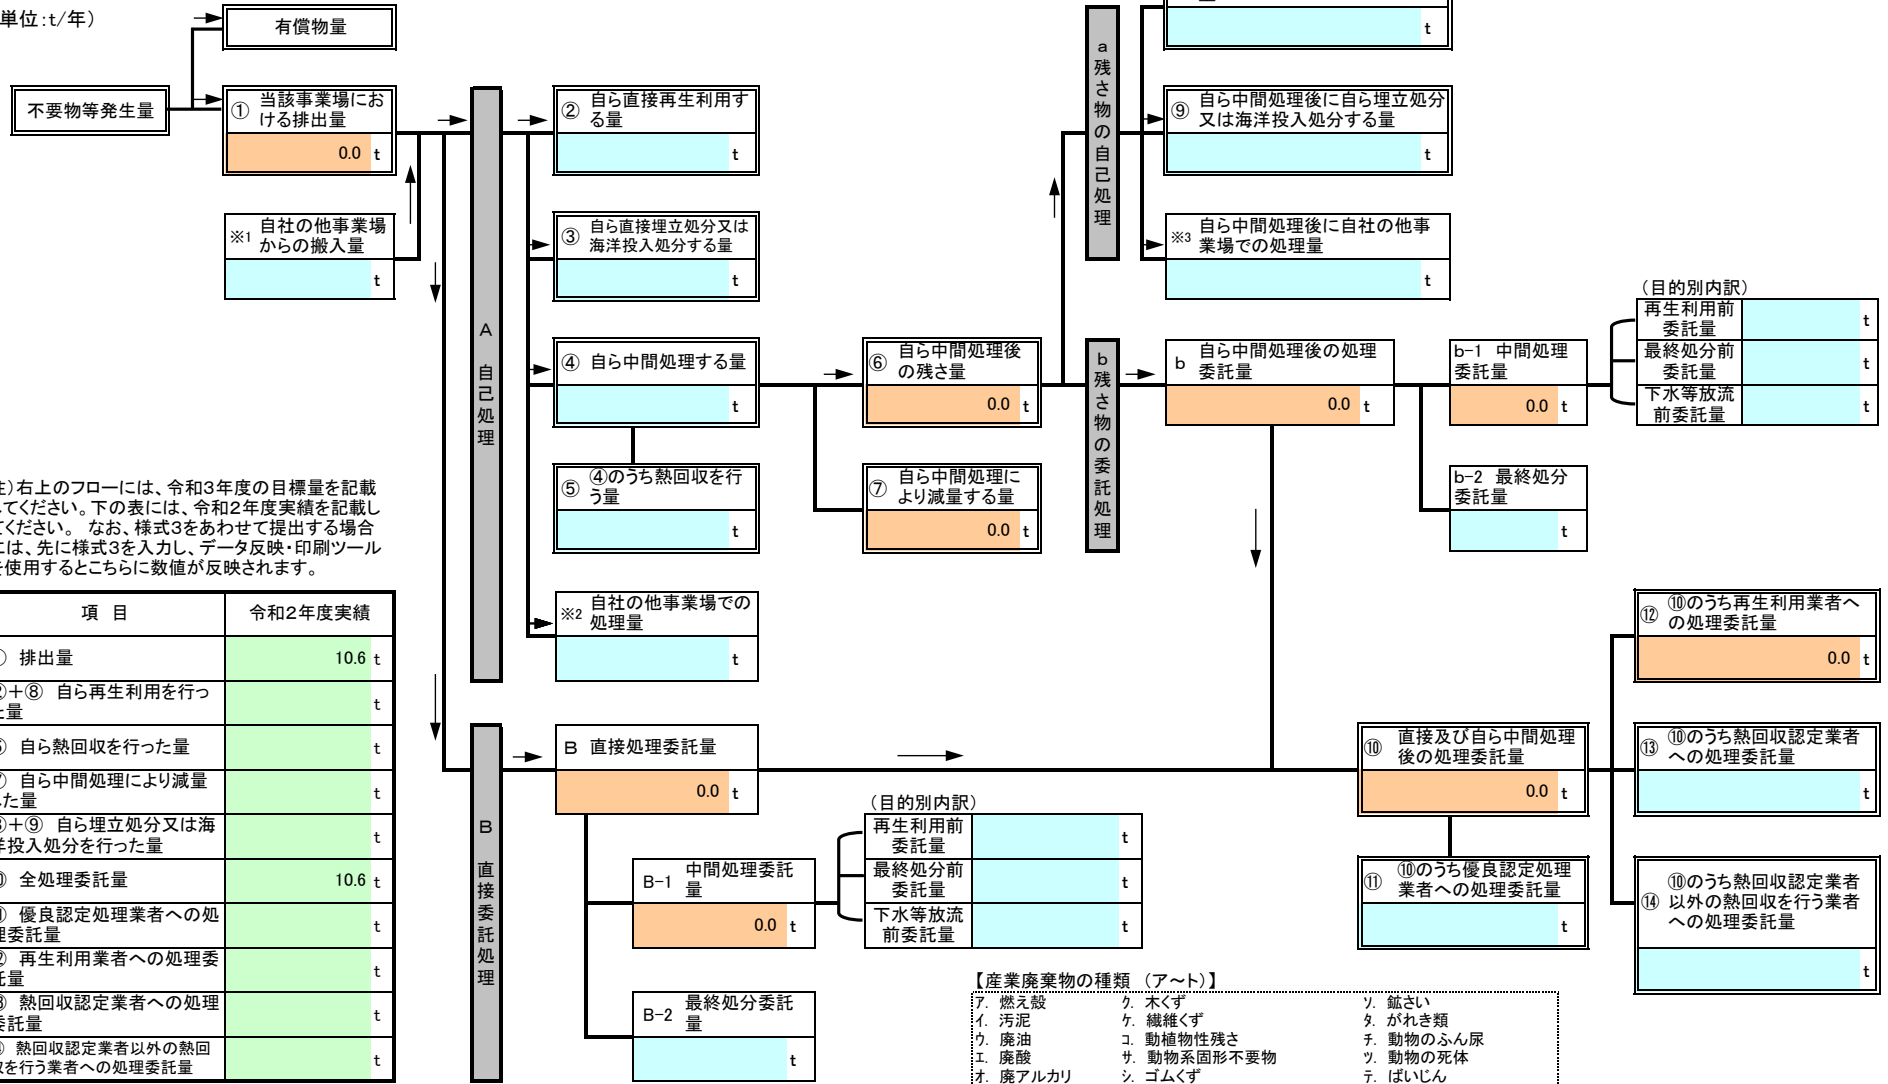 単位:t/年)
有償物量
不要物等発生量
① 当該事業場にお
ける排出量
0.0 t
※1 自社の他事業場
からの搬入量
t
A 自己処理
② 自ら直接再生利用す
る量
t
③ 自ら直接埋立処分又は
海洋投入処分する量
t
④ 自ら中間処理する量
t
⑤ ④のうち熱回収を行
う量
t
※2 自社の他事業場での
処理量
t
⑥ 自ら中間処理後
の残さ量
0.0 t
⑦ 自ら中間処理に
より減量する量
0.0 t
a 残さ物の自己処理
t
⑨ 自ら中間処理後に自ら埋立処分
又は海洋投入処分する量
t
※3 自ら中間処理後に自社の他事
業場での処理量
t
b 残さ物の委託処理
b 自ら中間処理後の処理
委託量
0.0 t
b-1 中間処理
委託量
0.0 t
b-2 最終処分
委託量
t
(目的別内訳)
再生利用前
委託量
t
最終処分前
委託量
t
下水等放流
前委託量
t
注)右上のフローには、令和3年度の目標量を記載
してください。下の表には、令和2年度実績を記載し
てください。 なお、様式3をあわせて提出する場合
には、先に様式3を入力し、データ反映・印刷ツール
を使用するとこちらに数値が反映されます。
項 目 令和2年度実績
排出量 10.6 t
+⑧ 自ら再生利用を行っ
た量 t
自ら熱回収を行った量 t
自ら中間処理により減量
した量 t
+⑨ 自ら埋立処分又は海
洋投入処分を行った量 t
全処理委託量 10.6 t
優良認定処理業者への処
理委託量 t
再生利用業者への処理委
託量 t
熱回収認定業者への処理
委託量 t
熱回収認定業者以外の熱回
収を行う業者への処理委託量 t
B 直接委託処理
B 直接処理委託量
0.0 t
B-1 中間処理委託
量
0.0 t
B-2 最終処分委託
量
t
(目的別内訳)
再生利用前
委託量
t
最終処分前
委託量
t
下水等放流
前委託量
t
⑩ 直接及び自ら中間処理
後の処理委託量
0.0 t
⑪ ⑩のうち優良認定処理
業者への処理委託量
t
⑫ ⑩のうち再生利用業者へ
の処理委託量
0.0 t
⑬ ⑩のうち熱回収認定業者
への処理委託量
t
⑭ ⑩のうち熱回収認定業者
以外の熱回収を行う業者
への処理委託量
t
【産業廃棄物の種類 (ア~ト)】
ア. 燃え殻 ク. 木くず ソ. 鉱さい
イ. 汚泥 ケ. 繊維くず タ. がれき類
ウ. 廃油 コ. 動植物性残さ チ. 動物のふん尿
エ. 廃酸 サ. 動物系固形不要物 ツ. 動物の死体
オ. 廃アルカリ シ. ゴムくず テ. ばいじん